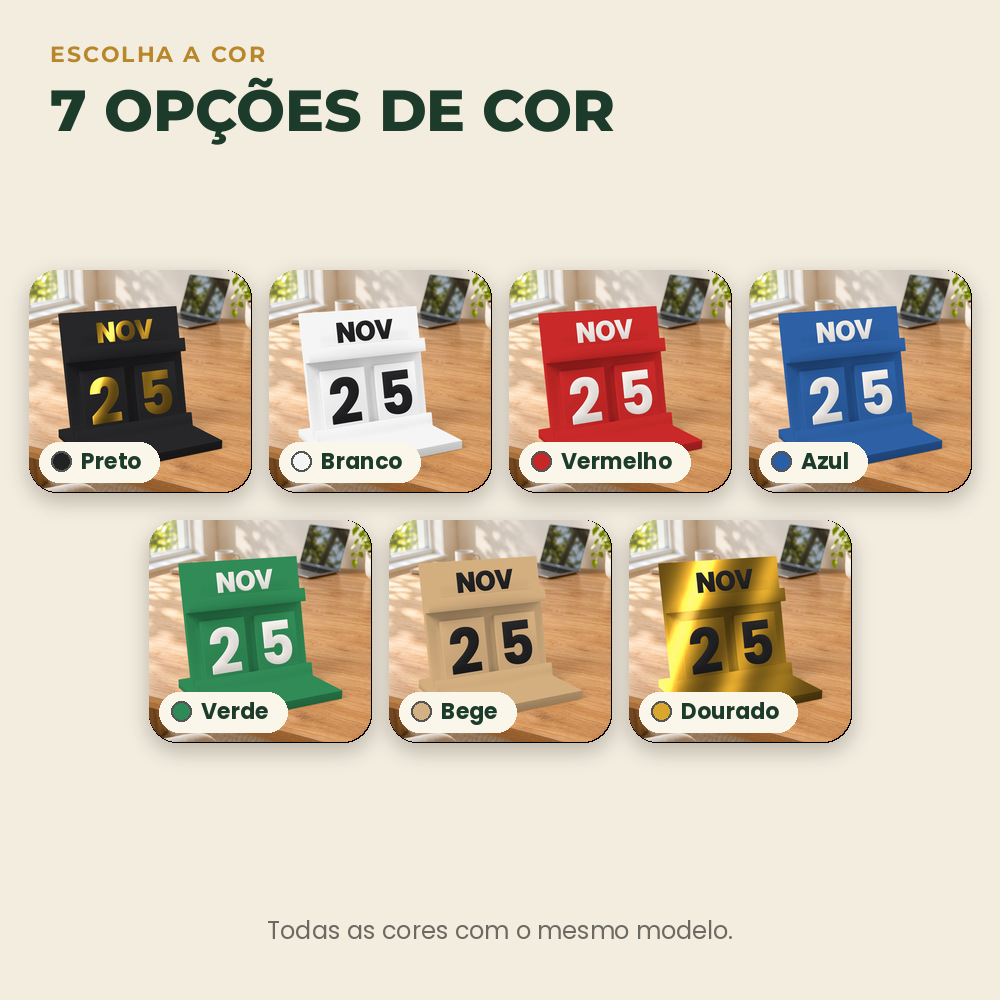 ESCOLHA A COR
7 OPÇÕES DE COR
NOV
25
Preto
NOV
25
Branco
NOV
25
Vermelho
NOV
25
Azul
NOV
25
Verde
NOV
25
Bege
NOV
25
Dourado
Todas as cores com o mesmo modelo.